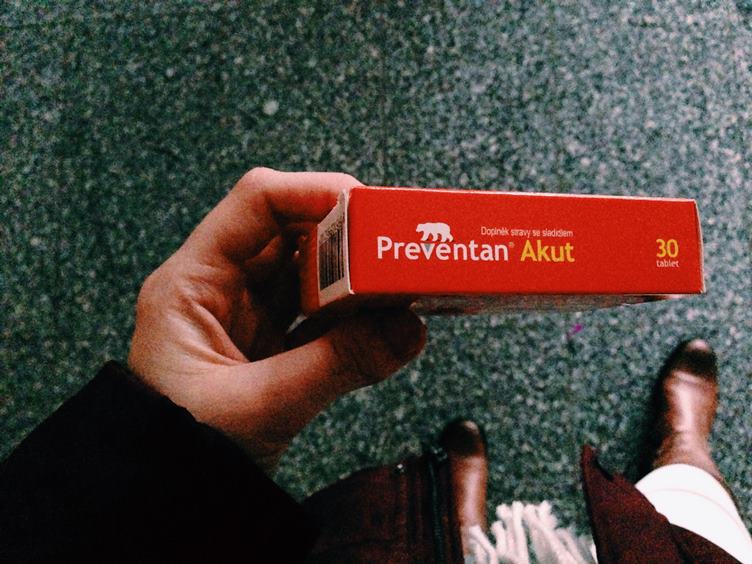 Doplněk stravy se sladidlem
Preventan® Akut
30
tablet